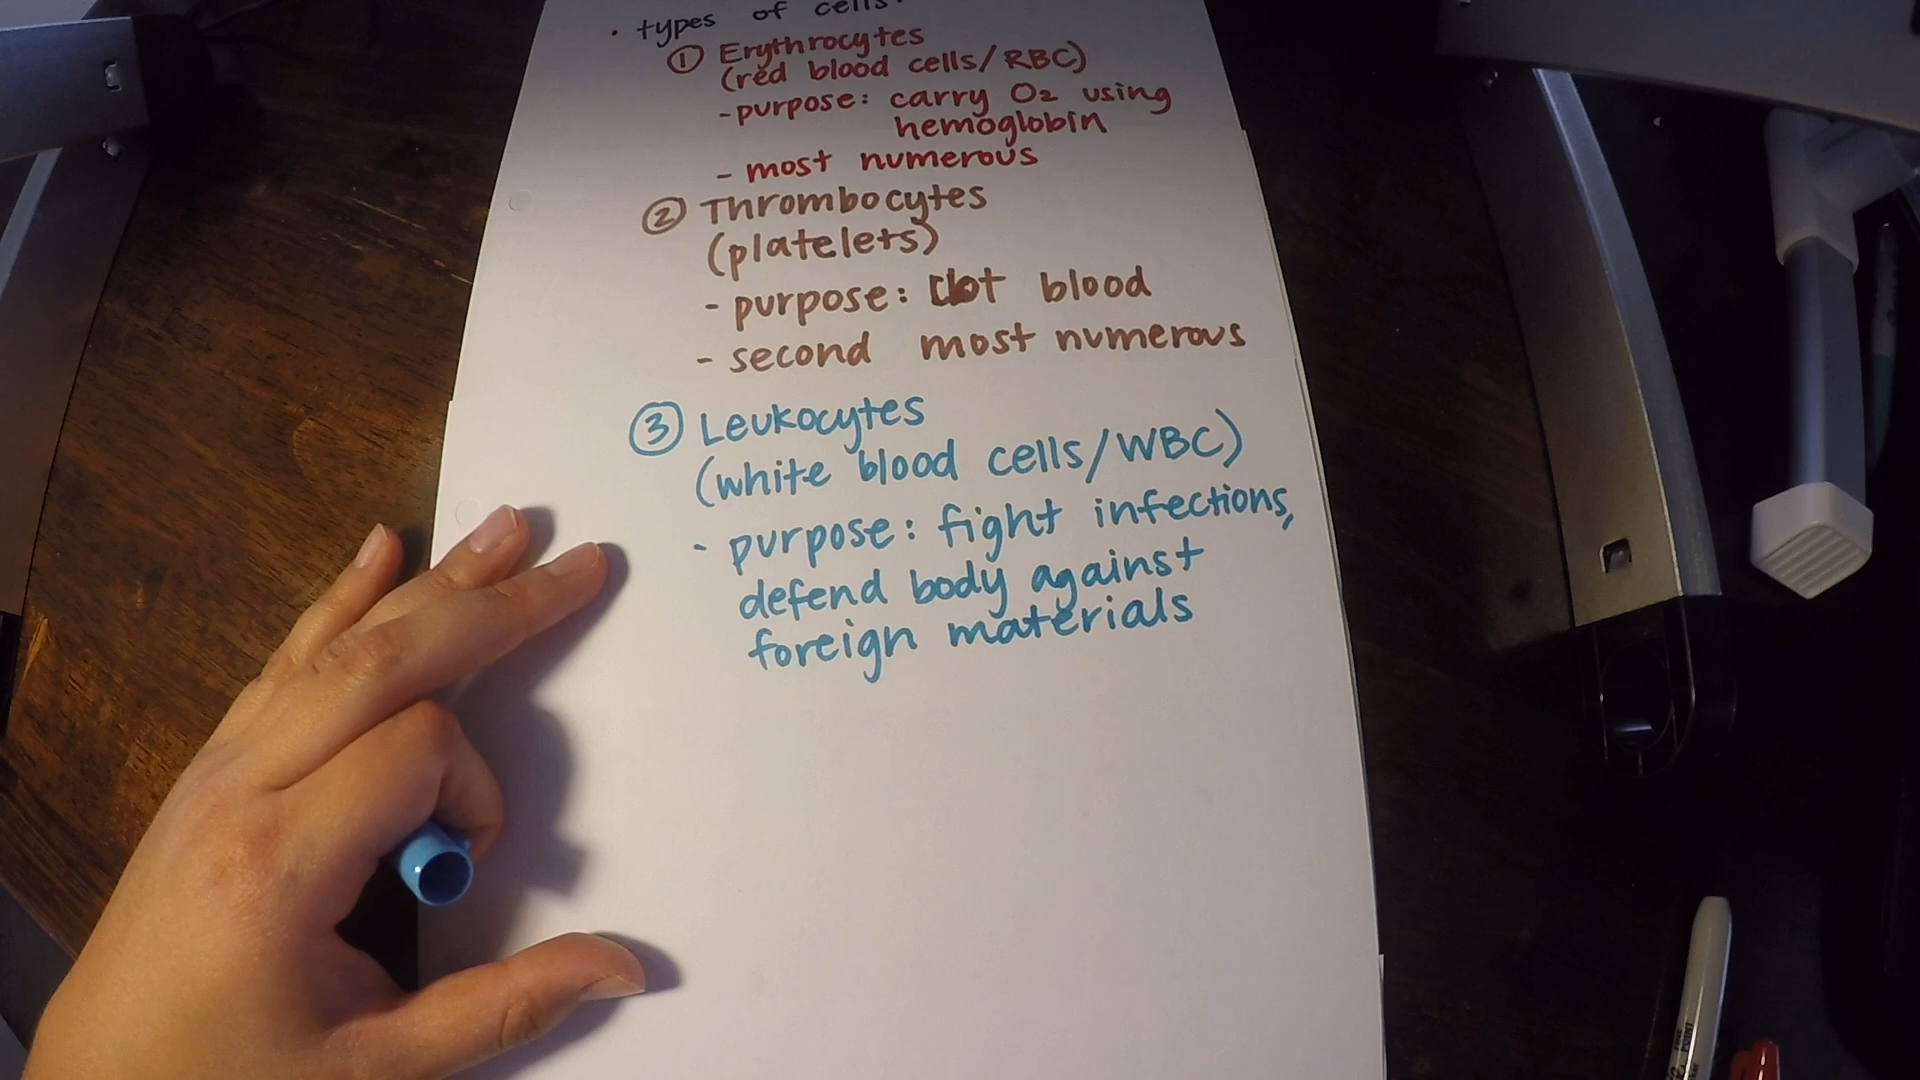 • types of cells:
① Erythrocytes
(red blood cells/RBC)
- purpose: carry O2 using
hemoglobin
- most numerous
② Thrombocytes
(platelets)
- purpose: clot blood
- second most numerous
③ Leukocytes
(white blood cells/WBC)
- purpose: fight infections,
defend body against
foreign materials